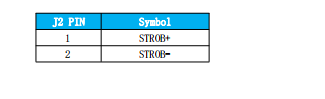 J2 PIN Symbol
1 STROB+
2 STROB-